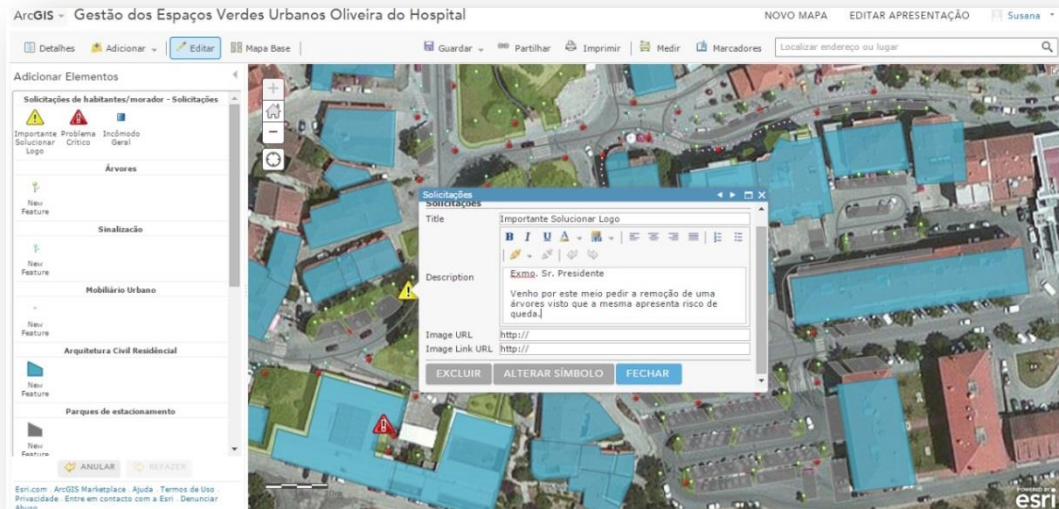 ArcGIS Gestão dos Espaços Verdes Urbanos Oliveira do Hospital
NOVO MAPA EDITAR APRESENTAÇÃO Susana
Detalhes Adicionar Editar Mapa Base Guardar Partilhar Imprimir Medir Marcadores Localizar endereço ou lugar
Adicionar Elementos
Solicitações de habitantes/morador - Solicitações
Importante Solucionar Logo
Problema Crítico
Incômodo Geral
Árvores
New Feature
Sinalização
New Feature
Mobiliário Urbano
New Feature
Arquitetura Civil Residêncial
New Feature
Parques de estacionamento
New Feature
ANULAR REFAZER
Esri.com . ArcGIS Marketplace . Ajuda . Termos de Uso .
Privacidade . Entre em contacto com a Esri . Denunciar
Abuso
Solicitações
Solicitações
Title Importante Solucionar Logo
B I U A
Description
Exmo. Sr. Presidente
Venho por este meio pedir a remoção de uma
árvores visto que a mesma apresenta risco de
queda.
Image URL http://
Image Link URL http://
EXCLUIR ALTERAR SÍMBOLO FECHAR
POWERED BY
esri